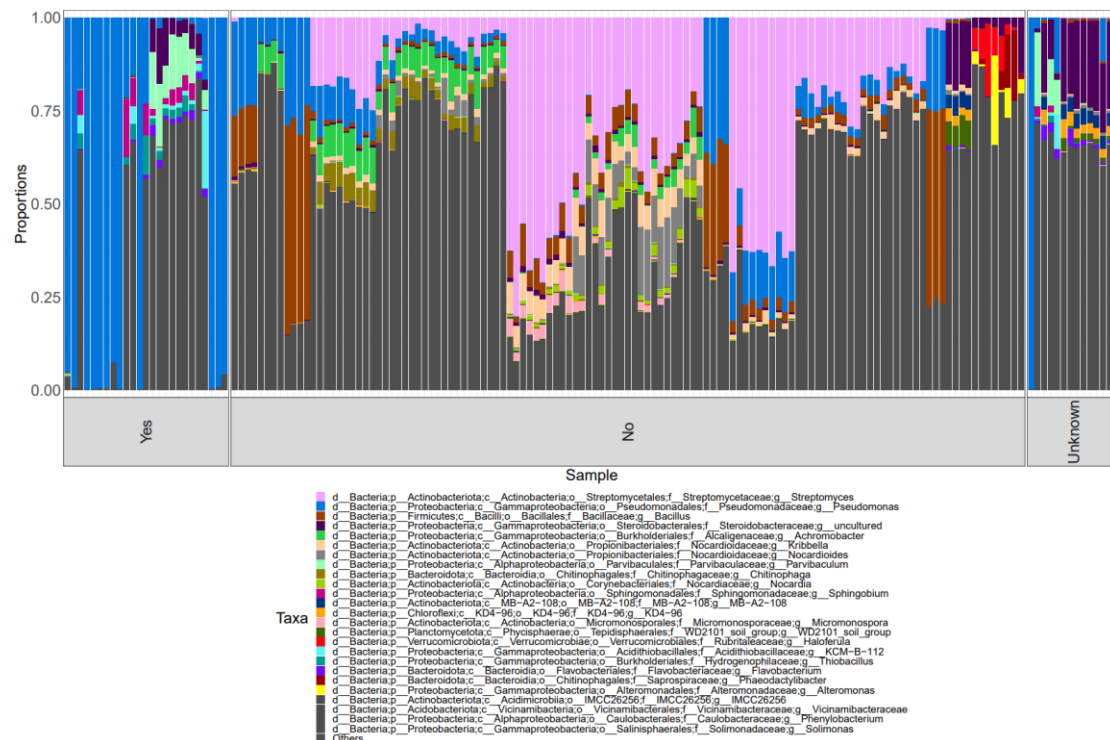 1.00
0.75
0.50
0.25
0.00
Proportions
Yes
No
Unknown
Sample
Taxa
d__Bacteria;p__Actinobacteriota;c__Actinobacteria;o__Streptomycetales;f__Streptomycetaceae;g__Streptomyces
d__Bacteria;p__Proteobacteria;c__Gammaproteobacteria;o__Pseudomonadales;f__Pseudomonadaceae;g__Pseudomonas
d__Bacteria;p__Firmicutes;c__Bacilli;o__Bacillales;f__Bacillaceae;g__Bacillus
d__Bacteria;p__Proteobacteria;c__Gammaproteobacteria;o__Steroidobacterales;f__Steroidobacteraceae;g__uncultured
d__Bacteria;p__Proteobacteria;c__Gammaproteobacteria;o__Burkholderiales;f__Alcaligenaceae;g__Achromobacter
d__Bacteria;p__Actinobacteriota;c__Actinobacteria;o__Propionibacteriales;f__Nocardioidaceae;g__Kribbella
d__Bacteria;p__Actinobacteriota;c__Actinobacteria;o__Propionibacteriales;f__Nocardioidaceae;g__Nocardioides
d__Bacteria;p__Proteobacteria;c__Alphaproteobacteria;o__Parvibaculales;f__Parvibaculaceae;g__Parvibaculum
d__Bacteria;p__Bacteroidota;c__Bacteroidia;o__Chitinophagales;f__Chitinophagaceae;g__Chitinophaga
d__Bacteria;p__Actinobacteriota;c__Actinobacteria;o__Corynebacteriales;f__Nocardiaceae;g__Nocardia
d__Bacteria;p__Proteobacteria;c__Alphaproteobacteria;o__Sphingomonadales;f__Sphingomonadaceae;g__Sphingobium
d__Bacteria;p__Actinobacteriota;c__MB−A2−108;o__MB−A2−108;f__MB−A2−108;g__MB−A2−108
d__Bacteria;p__Chloroflexi;c__KD4−96;o__KD4−96;f__KD4−96;g__KD4−96
d__Bacteria;p__Actinobacteriota;c__Actinobacteria;o__Micromonosporales;f__Micromonosporaceae;g__Micromonospora
d__Bacteria;p__Planctomycetota;c__Phycisphaerae;o__Tepidisphaerales;f__WD2101_soil_group;g__WD2101_soil_group
d__Bacteria;p__Verrucomicrobiota;c__Verrucomicrobiae;o__Verrucomicrobiales;f__Rubritaleaceae;g__Haloferula
d__Bacteria;p__Proteobacteria;c__Gammaproteobacteria;o__Acidithiobacillales;f__Acidithiobacillaceae;g__KCM−B−112
d__Bacteria;p__Proteobacteria;c__Gammaproteobacteria;o__Burkholderiales;f__Hydrogenophilaceae;g__Thiobacillus
d__Bacteria;p__Bacteroidota;c__Bacteroidia;o__Flavobacteriales;f__Flavobacteriaceae;g__Flavobacterium
d__Bacteria;p__Bacteroidota;c__Bacteroidia;o__Chitinophagales;f__Saprospiraceae;g__Phaeodactylibacter
d__Bacteria;p__Proteobacteria;c__Gammaproteobacteria;o__Alteromonadales;f__Alteromonadaceae;g__Alteromonas
d__Bacteria;p__Actinobacteriota;c__Acidimicrobiia;o__IMCC26256;f__IMCC26256;g__IMCC26256
d__Bacteria;p__Acidobacteriota;c__Vicinamibacteria;o__Vicinamibacterales;f__Vicinamibacteraceae;g__Vicinamibacteraceae
d__Bacteria;p__Proteobacteria;c__Alphaproteobacteria;o__Caulobacterales;f__Caulobacteraceae;g__Phenylobacterium
d__Bacteria;p__Proteobacteria;c__Gammaproteobacteria;o__Salinisphaerales;f__Solimonadaceae;g__Solimonas
Others